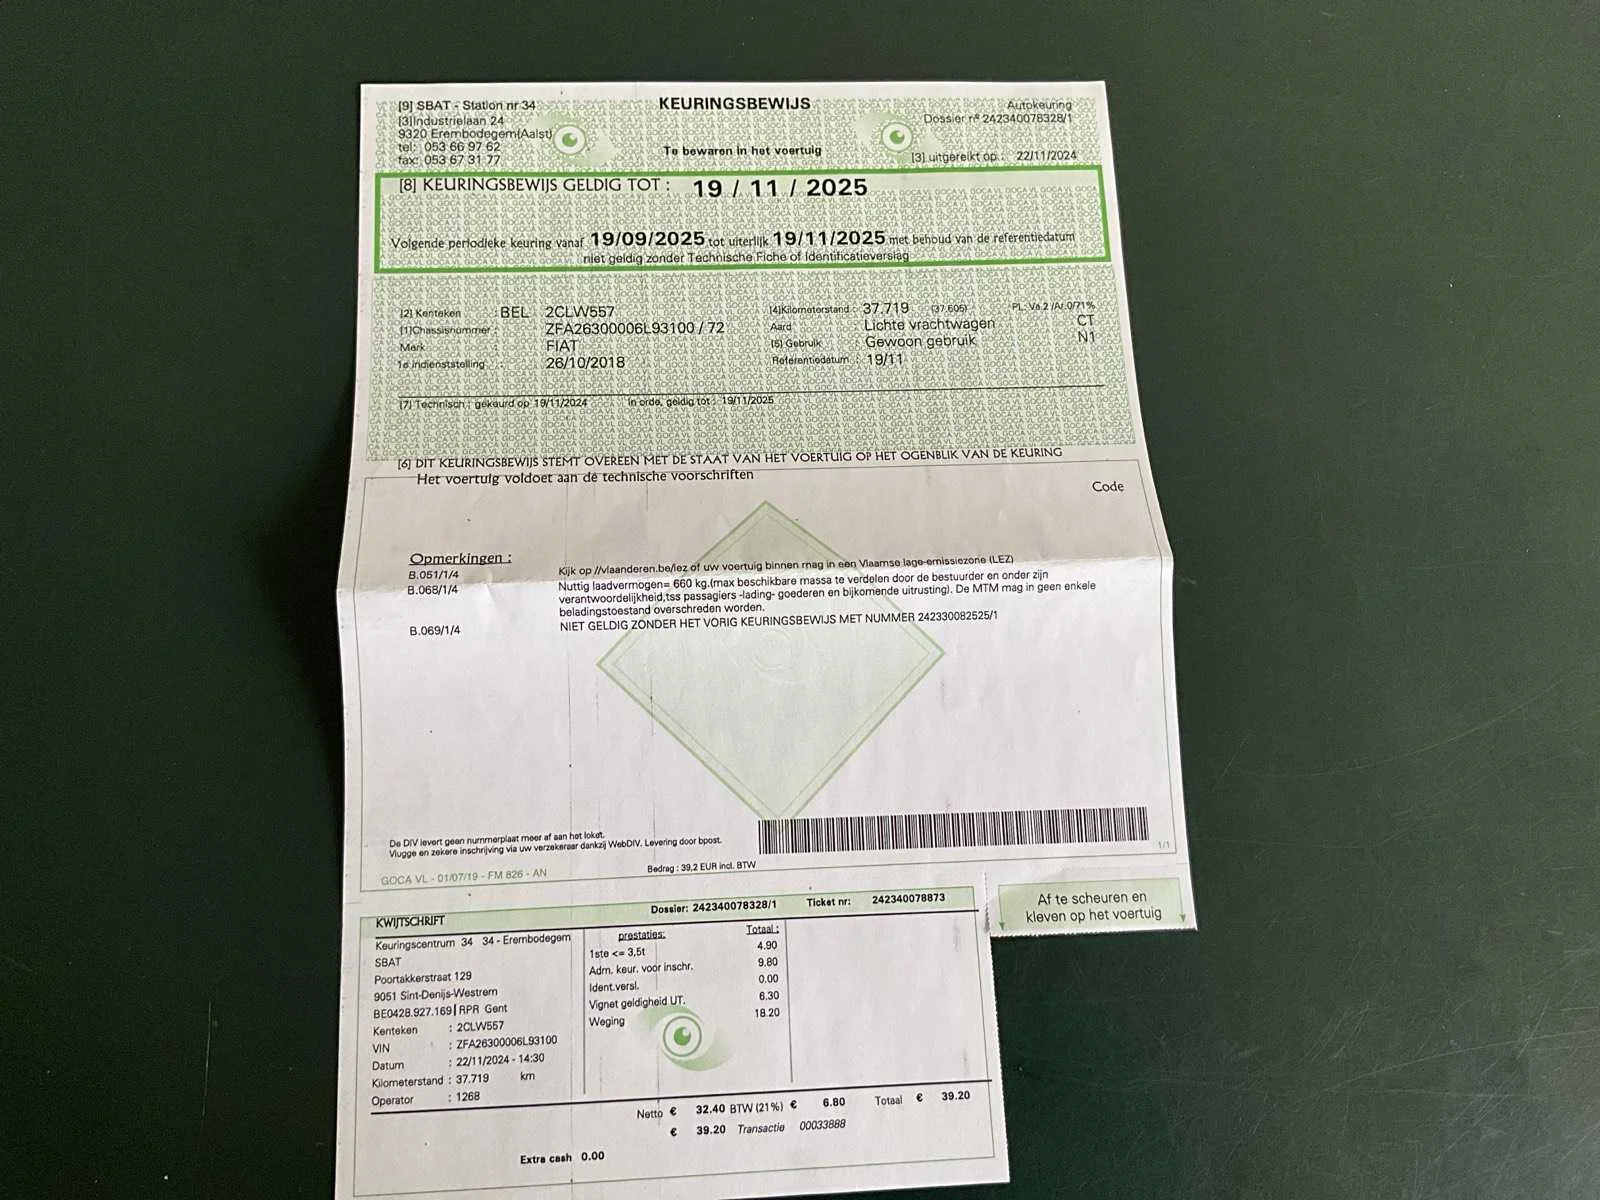 [9] SBAT - Station nr 34
[3]Industrielaan 24
9320 Erembodegem(Aalst)
tel: 053 66 97 62
fax: 053 67 31 77
KEURINGSBEWIJS
Te bewaren in het voertuig
Autokeuring
Dossier nº 242340078328/1
[3] uitgereikt op : 22/11/2024
[8] KEURINGSBEWIJS GELDIG TOT : 19 / 11 / 2025
Volgende periodieke keuring vanaf 19/09/2025 tot uiterlijk 19/11/2025 met behoud van de referentiedatum
niet geldig zonder Technische Fiche of Identificatieverslag
[2] Kenteken : BEL 2CLW557
[1]Chassisnummer : ZFA26300006L93100 / 72
Merk : FIAT
1e indienststelling : 26/10/2018
[4]Kilometerstand : 37.719 (37.605) PL: Va.2 /Ar.0/71%
Aard : Lichte vrachtwagen CT
[5] Gebruik : Gewoon gebruik N1
Referentiedatum : 19/11
[7] Technisch : gekeurd op 19/11/2024 In orde, geldig tot : 19/11/2025
[6] DIT KEURINGSBEWIJS STEMT OVEREEN MET DE STAAT VAN HET VOERTUIG OP HET OGENBLIK VAN DE KEURING
Het voertuig voldoet aan de technische voorschriften
Code
Opmerkingen :
B.051/1/4 Kijk op //vlaanderen.be/lez of uw voertuig binnen mag in een Vlaamse lage-emissiezone (LEZ)
B.068/1/4 Nuttig laadvermogen= 660 kg.(max beschikbare massa te verdelen door de bestuurder en onder zijn
verantwoordelijkheid,tss passagiers -lading- goederen en bijkomende uitrusting). De MTM mag in geen enkele
beladingstoestand overschreden worden.
B.069/1/4 NIET GELDIG ZONDER HET VORIG KEURINGSBEWIJS MET NUMMER 242330082525/1
De DIV levert geen nummerplaat meer af aan het loket.
Vlugge en zekere inschrijving via uw verzekeraar dankzij WebDIV. Levering door bpost.
1/1
GOCA VL - 01/07/19 - FM 826 - AN
Bedrag : 39,2 EUR incl. BTW
Af te scheuren en
kleven op het voertuig
KWIJTSCHRIFT
Dossier: 242340078328/1 Ticket nr: 242340078873
Keuringscentrum 34 34 - Erembodegem
SBAT
Poortakkerstraat 129
9051 Sint-Denijs-Westrem
BE0428.927.169 RPR Gent
Kenteken : 2CLW557
VIN : ZFA26300006L93100
Datum : 22/11/2024 - 14:30
Kilometerstand : 37.719 km
Operator : 1268
prestaties: Totaal :
1ste <= 3,5t 4.90
Adm. keur. voor inschr. 9.80
Ident.versl. 0.00
Vignet geldigheid UT. 6.30
Weging 18.20
Netto € 32.40 BTW (21%) € 6.80 Totaal € 39.20
€ 39.20 Transactie 00033888
Extra cash 0.00